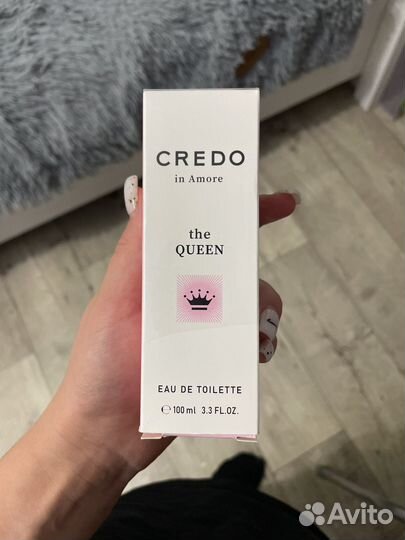 CREDO
in Amore
the
QUEEN
EAU DE TOILETTE
℮ 100 ml 3.3 FL.OZ.
Avito